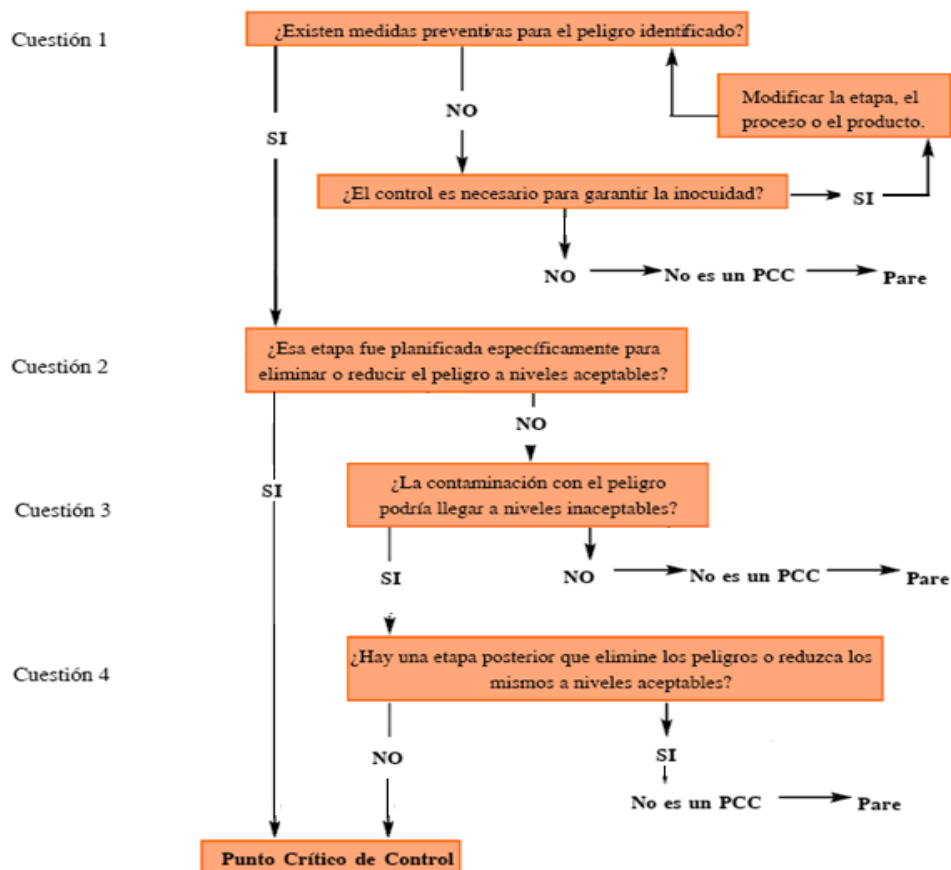 Cuestión 1
¿Existen medidas preventivas para el peligro identificado?
Modificar la etapa, el
proceso o el producto.
SI
NO
¿El control es necesario para garantir la inocuidad?
SI
NO
No es un PCC
Pare
Cuestión 2
¿Esa etapa fue planificada específicamente para
eliminar o reducir el peligro a niveles aceptables?
NO
SI
Cuestión 3
¿La contaminación con el peligro
podría llegar a niveles inaceptables?
SI
NO
No es un PCC
Pare
Cuestión 4
¿Hay una etapa posterior que elimine los peligros o reduzca los
mismos a niveles aceptables?
NO
SI
No es un PCC
Pare
Punto Crítico de Control